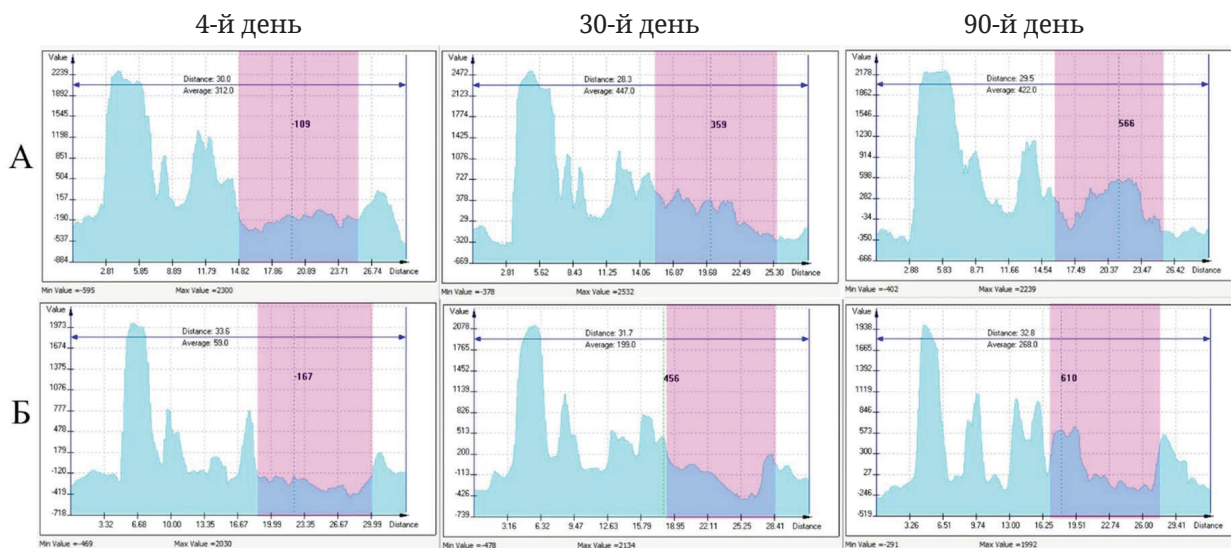 4-й день
30-й день
90-й день
А
Value
2239
1892
1545
1198
851
504
157
-190
-537
-884
Distance: 30.0
Average: 312.0
-109
2.81 5.85 8.89 11.79 14.82 17.86 20.89 23.71 26.74 Distance
Min Value =-595 Max Value =2300
Value
2472
2123
1774
1425
1076
727
378
29
-320
-669
Distance: 28.3
Average: 447.0
359
2.81 5.62 8.43 11.25 14.06 16.87 19.68 22.49 25.30 Distance
Min Value =-378 Max Value =2532
Value
2178
1862
1546
1230
914
598
282
-34
-350
-666
Distance: 29.5
Average: 422.0
566
2.88 5.83 8.71 11.66 14.54 17.49 20.37 23.47 26.42 Distance
Min Value =-402 Max Value =2239
Б
Value
1973
1674
1375
1076
777
478
179
-120
-419
-718
Distance: 33.6
Average: 59.0
-167
3.32 6.68 10.00 13.35 16.67 19.99 23.35 26.67 29.99 Distance
Min Value =-469 Max Value =2030
Value
2078
1765
1452
1139
826
513
200
-113
-426
-739
Distance: 31.7
Average: 199.0
456
3.16 6.32 9.47 12.63 15.79 18.95 22.11 25.25 28.41 Distance
Min Value =-478 Max Value =2134
Value
1938
1665
1392
1119
846
573
300
27
-246
-519
Distance: 32.8
Average: 268.0
610
3.26 6.51 9.74 13.00 16.25 19.51 22.74 26.00 29.41 Distance
Min Value =-291 Max Value =1992